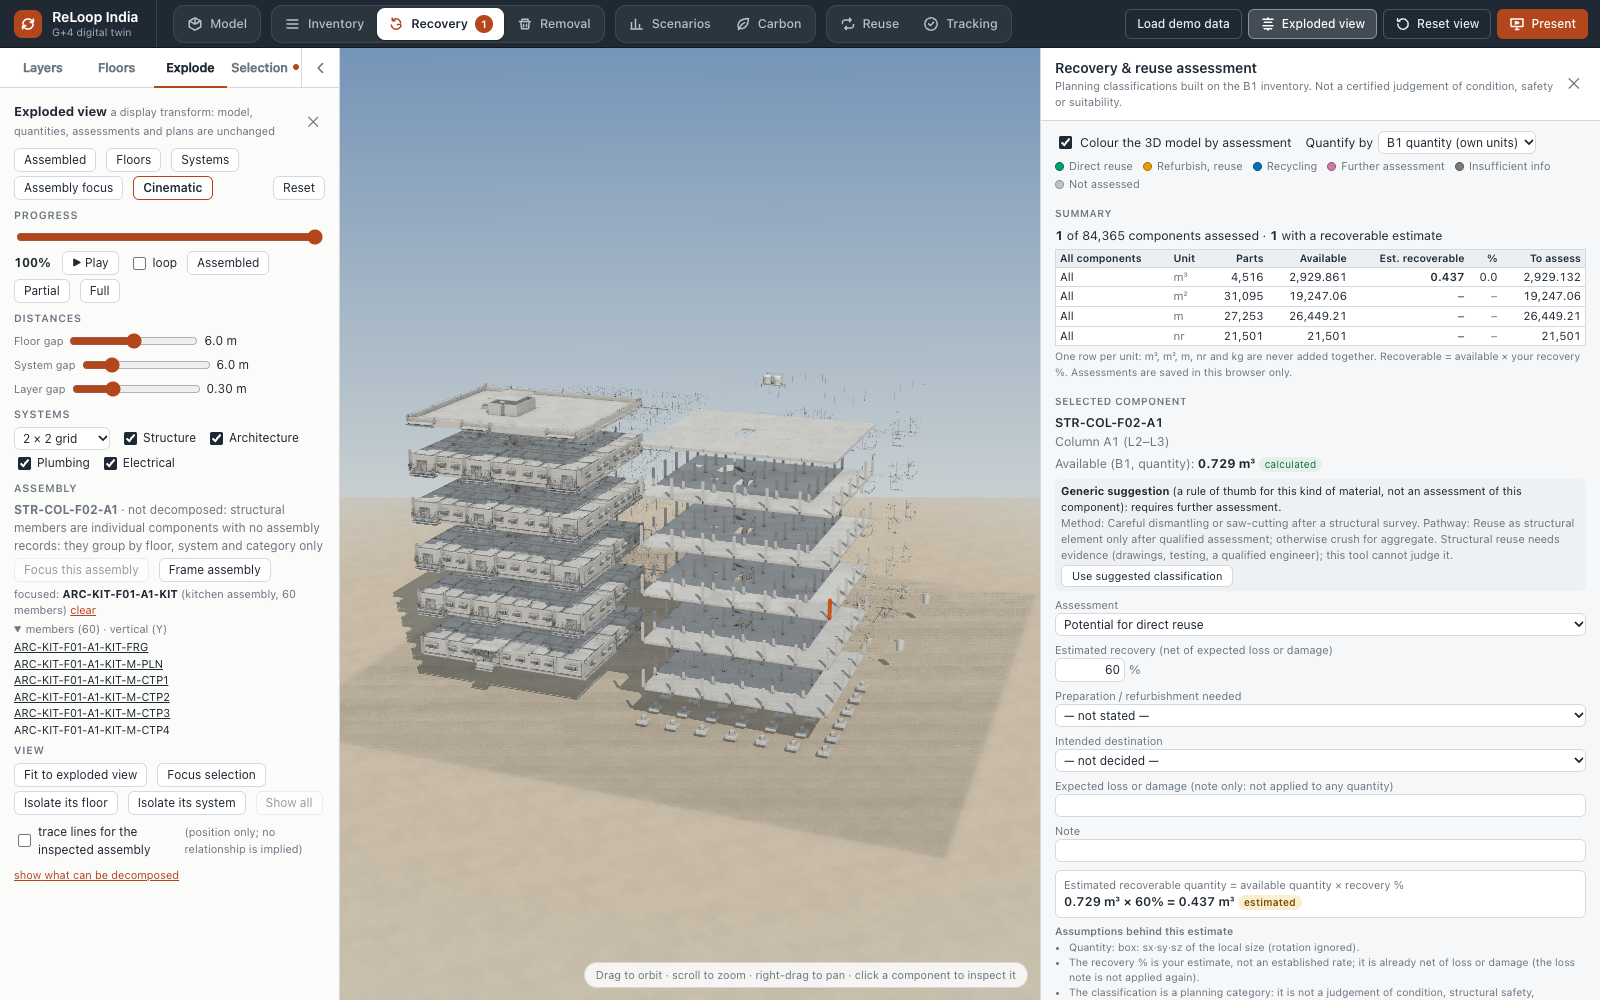 ReLoop India
G+4 digital twin
Model
Inventory
Recovery 1
Removal
Scenarios
Carbon
Reuse
Tracking
Load demo data
Exploded view
Reset view
Present
Layers
Floors
Explode
Selection
Exploded view a display transform: model,
quantities, assessments and plans are unchanged
Assembled
Floors
Systems
Assembly focus
Cinematic
Reset
PROGRESS
100%
Play
loop
Assembled
Partial
Full
DISTANCES
Floor gap 6.0 m
System gap 6.0 m
Layer gap 0.30 m
SYSTEMS
2 × 2 grid
Structure
Architecture
Plumbing
Electrical
ASSEMBLY
STR-COL-F02-A1 · not decomposed: structural
members are individual components with no assembly
records: they group by floor, system and category only
Focus this assembly
Frame assembly
focused: ARC-KIT-F01-A1-KIT (kitchen assembly, 60
members) clear
▼ members (60) · vertical (Y)
ARC-KIT-F01-A1-KIT-FRG
ARC-KIT-F01-A1-KIT-M-PLN
ARC-KIT-F01-A1-KIT-M-CTP1
ARC-KIT-F01-A1-KIT-M-CTP2
ARC-KIT-F01-A1-KIT-M-CTP3
ARC-KIT-F01-A1-KIT-M-CTP4
VIEW
Fit to exploded view
Focus selection
Isolate its floor
Isolate its system
Show all
trace lines for the
inspected assembly
(position only; no
relationship is implied)
show what can be decomposed
Drag to orbit · scroll to zoom · right-drag to pan · click a component to inspect it
Recovery & reuse assessment
Planning classifications built on the B1 inventory. Not a certified judgement of condition, safety
or suitability.
Colour the 3D model by assessment
Quantify by B1 quantity (own units)
Direct reuse
Refurbish, reuse
Recycling
Further assessment
Insufficient info
Not assessed
SUMMARY
1 of 84,365 components assessed · 1 with a recoverable estimate
All components Unit Parts Available Est. recoverable % To assess
All m³ 4,516 2,929.861 0.437 0.0 2,929.132
All m² 31,095 19,247.06 – – 19,247.06
All m 27,253 26,449.21 – – 26,449.21
All nr 21,501 21,501 – – 21,501
One row per unit: m³, m², m, nr and kg are never added together. Recoverable = available × your recovery
%. Assessments are saved in this browser only.
SELECTED COMPONENT
STR-COL-F02-A1
Column A1 (L2–L3)
Available (B1, quantity): 0.729 m³ calculated
Generic suggestion (a rule of thumb for this kind of material, not an assessment of this
component): requires further assessment.
Method: Careful dismantling or saw-cutting after a structural survey. Pathway: Reuse as structural
element only after qualified assessment; otherwise crush for aggregate. Structural reuse needs
evidence (drawings, testing, a qualified engineer); this tool cannot judge it.
Use suggested classification
Assessment
Potential for direct reuse
Estimated recovery (net of expected loss or damage)
60 %
Preparation / refurbishment needed
— not stated —
Intended destination
— not decided —
Expected loss or damage (note only: not applied to any quantity)
Note
Estimated recoverable quantity = available quantity × recovery %
0.729 m³ × 60% = 0.437 m³ estimated
Assumptions behind this estimate
• Quantity: box: sx·sy·sz of the local size (rotation ignored).
• The recovery % is your estimate, not an established rate; it is already net of loss or damage (the loss
note is not applied again).
• The classification is a planning category: it is not a judgement of condition, structural safety,